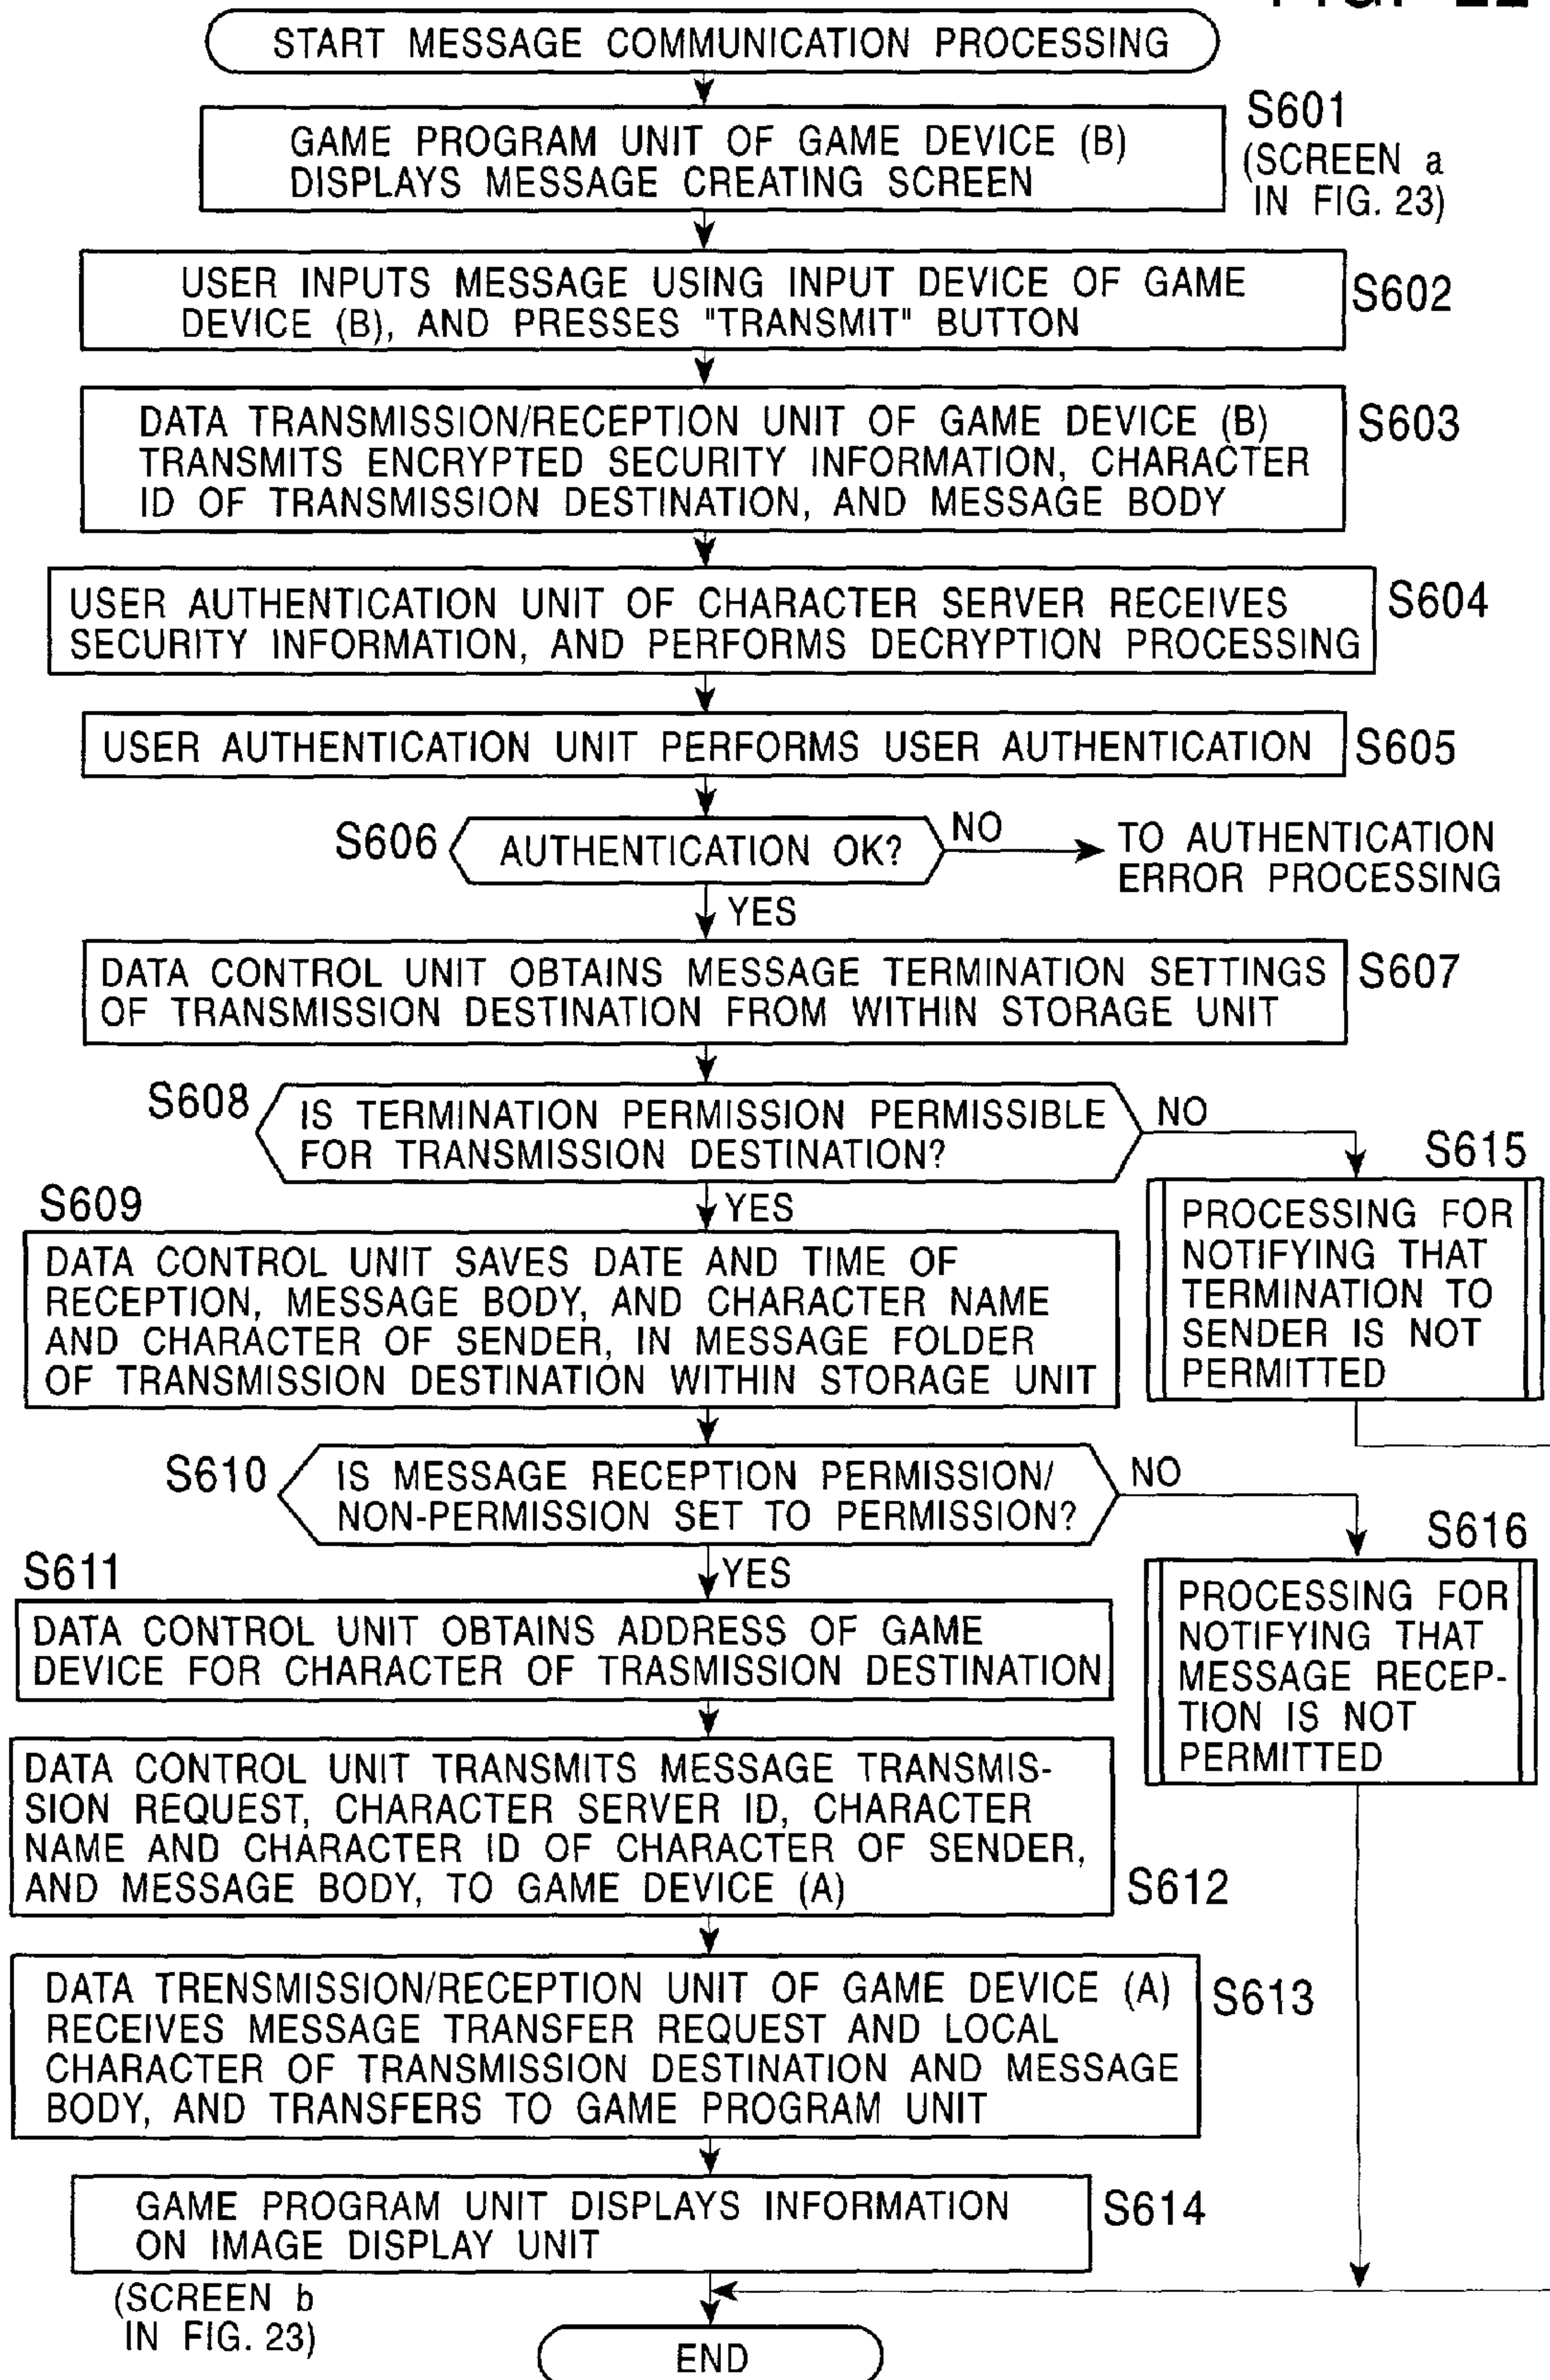 START MESSAGE COMMUNICATION PROCESSING
GAME PROGRAM UNIT OF GAME DEVICE (B)
DISPLAYS MESSAGE CREATING SCREEN
S601
(SCREEN a
IN FIG. 23)
USER INPUTS MESSAGE USING INPUT DEVICE OF GAME
DEVICE (B), AND PRESSES "TRANSMIT" BUTTON
S602
DATA TRANSMISSION/RECEPTION UNIT OF GAME DEVICE (B)
TRANSMITS ENCRYPTED SECURITY INFORMATION, CHARACTER
ID OF TRANSMISSION DESTINATION, AND MESSAGE BODY
S603
USER AUTHENTICATION UNIT OF CHARACTER SERVER RECEIVES
SECURITY INFORMATION, AND PERFORMS DECRYPTION PROCESSING
S604
USER AUTHENTICATION UNIT PERFORMS USER AUTHENTICATION
S605
S606
AUTHENTICATION OK?
NO
TO AUTHENTICATION
ERROR PROCESSING
YES
DATA CONTROL UNIT OBTAINS MESSAGE TERMINATION SETTINGS
OF TRANSMISSION DESTINATION FROM WITHIN STORAGE UNIT
S607
S608
IS TERMINATION PERMISSION PERMISSIBLE
FOR TRANSMISSION DESTINATION?
NO
S615
PROCESSING FOR
NOTIFYING THAT
TERMINATION TO
SENDER IS NOT
PERMITTED
YES
S609
DATA CONTROL UNIT SAVES DATE AND TIME OF
RECEPTION, MESSAGE BODY, AND CHARACTER NAME
AND CHARACTER OF SENDER, IN MESSAGE FOLDER
OF TRANSMISSION DESTINATION WITHIN STORAGE UNIT
S610
IS MESSAGE RECEPTION PERMISSION/
NON-PERMISSION SET TO PERMISSION?
NO
S616
PROCESSING FOR
NOTIFYING THAT
MESSAGE RECEP-
TION IS NOT
PERMITTED
YES
S611
DATA CONTROL UNIT OBTAINS ADDRESS OF GAME
DEVICE FOR CHARACTER OF TRASMISSION DESTINATION
DATA CONTROL UNIT TRANSMITS MESSAGE TRANSMIS-
SION REQUEST, CHARACTER SERVER ID, CHARACTER
NAME AND CHARACTER ID OF CHARACTER OF SENDER,
AND MESSAGE BODY, TO GAME DEVICE (A)
S612
DATA TRENSMISSION/RECEPTION UNIT OF GAME DEVICE (A)
RECEIVES MESSAGE TRANSFER REQUEST AND LOCAL
CHARACTER OF TRANSMISSION DESTINATION AND MESSAGE
BODY, AND TRANSFERS TO GAME PROGRAM UNIT
S613
GAME PROGRAM UNIT DISPLAYS INFORMATION
ON IMAGE DISPLAY UNIT
S614
(SCREEN b
IN FIG. 23)
END